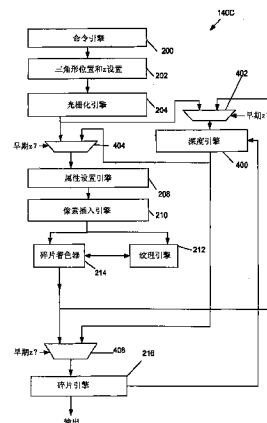 140C
命令引擎
200
三角形位置和z设置
202
402
光栅化引擎
204
早期z?
404
早期z?
深度引擎
400
属性设置引擎
208
像素插入引擎
210
碎片着色器
214
纹理引擎
212
早期z?
406
碎片引擎
216
输出